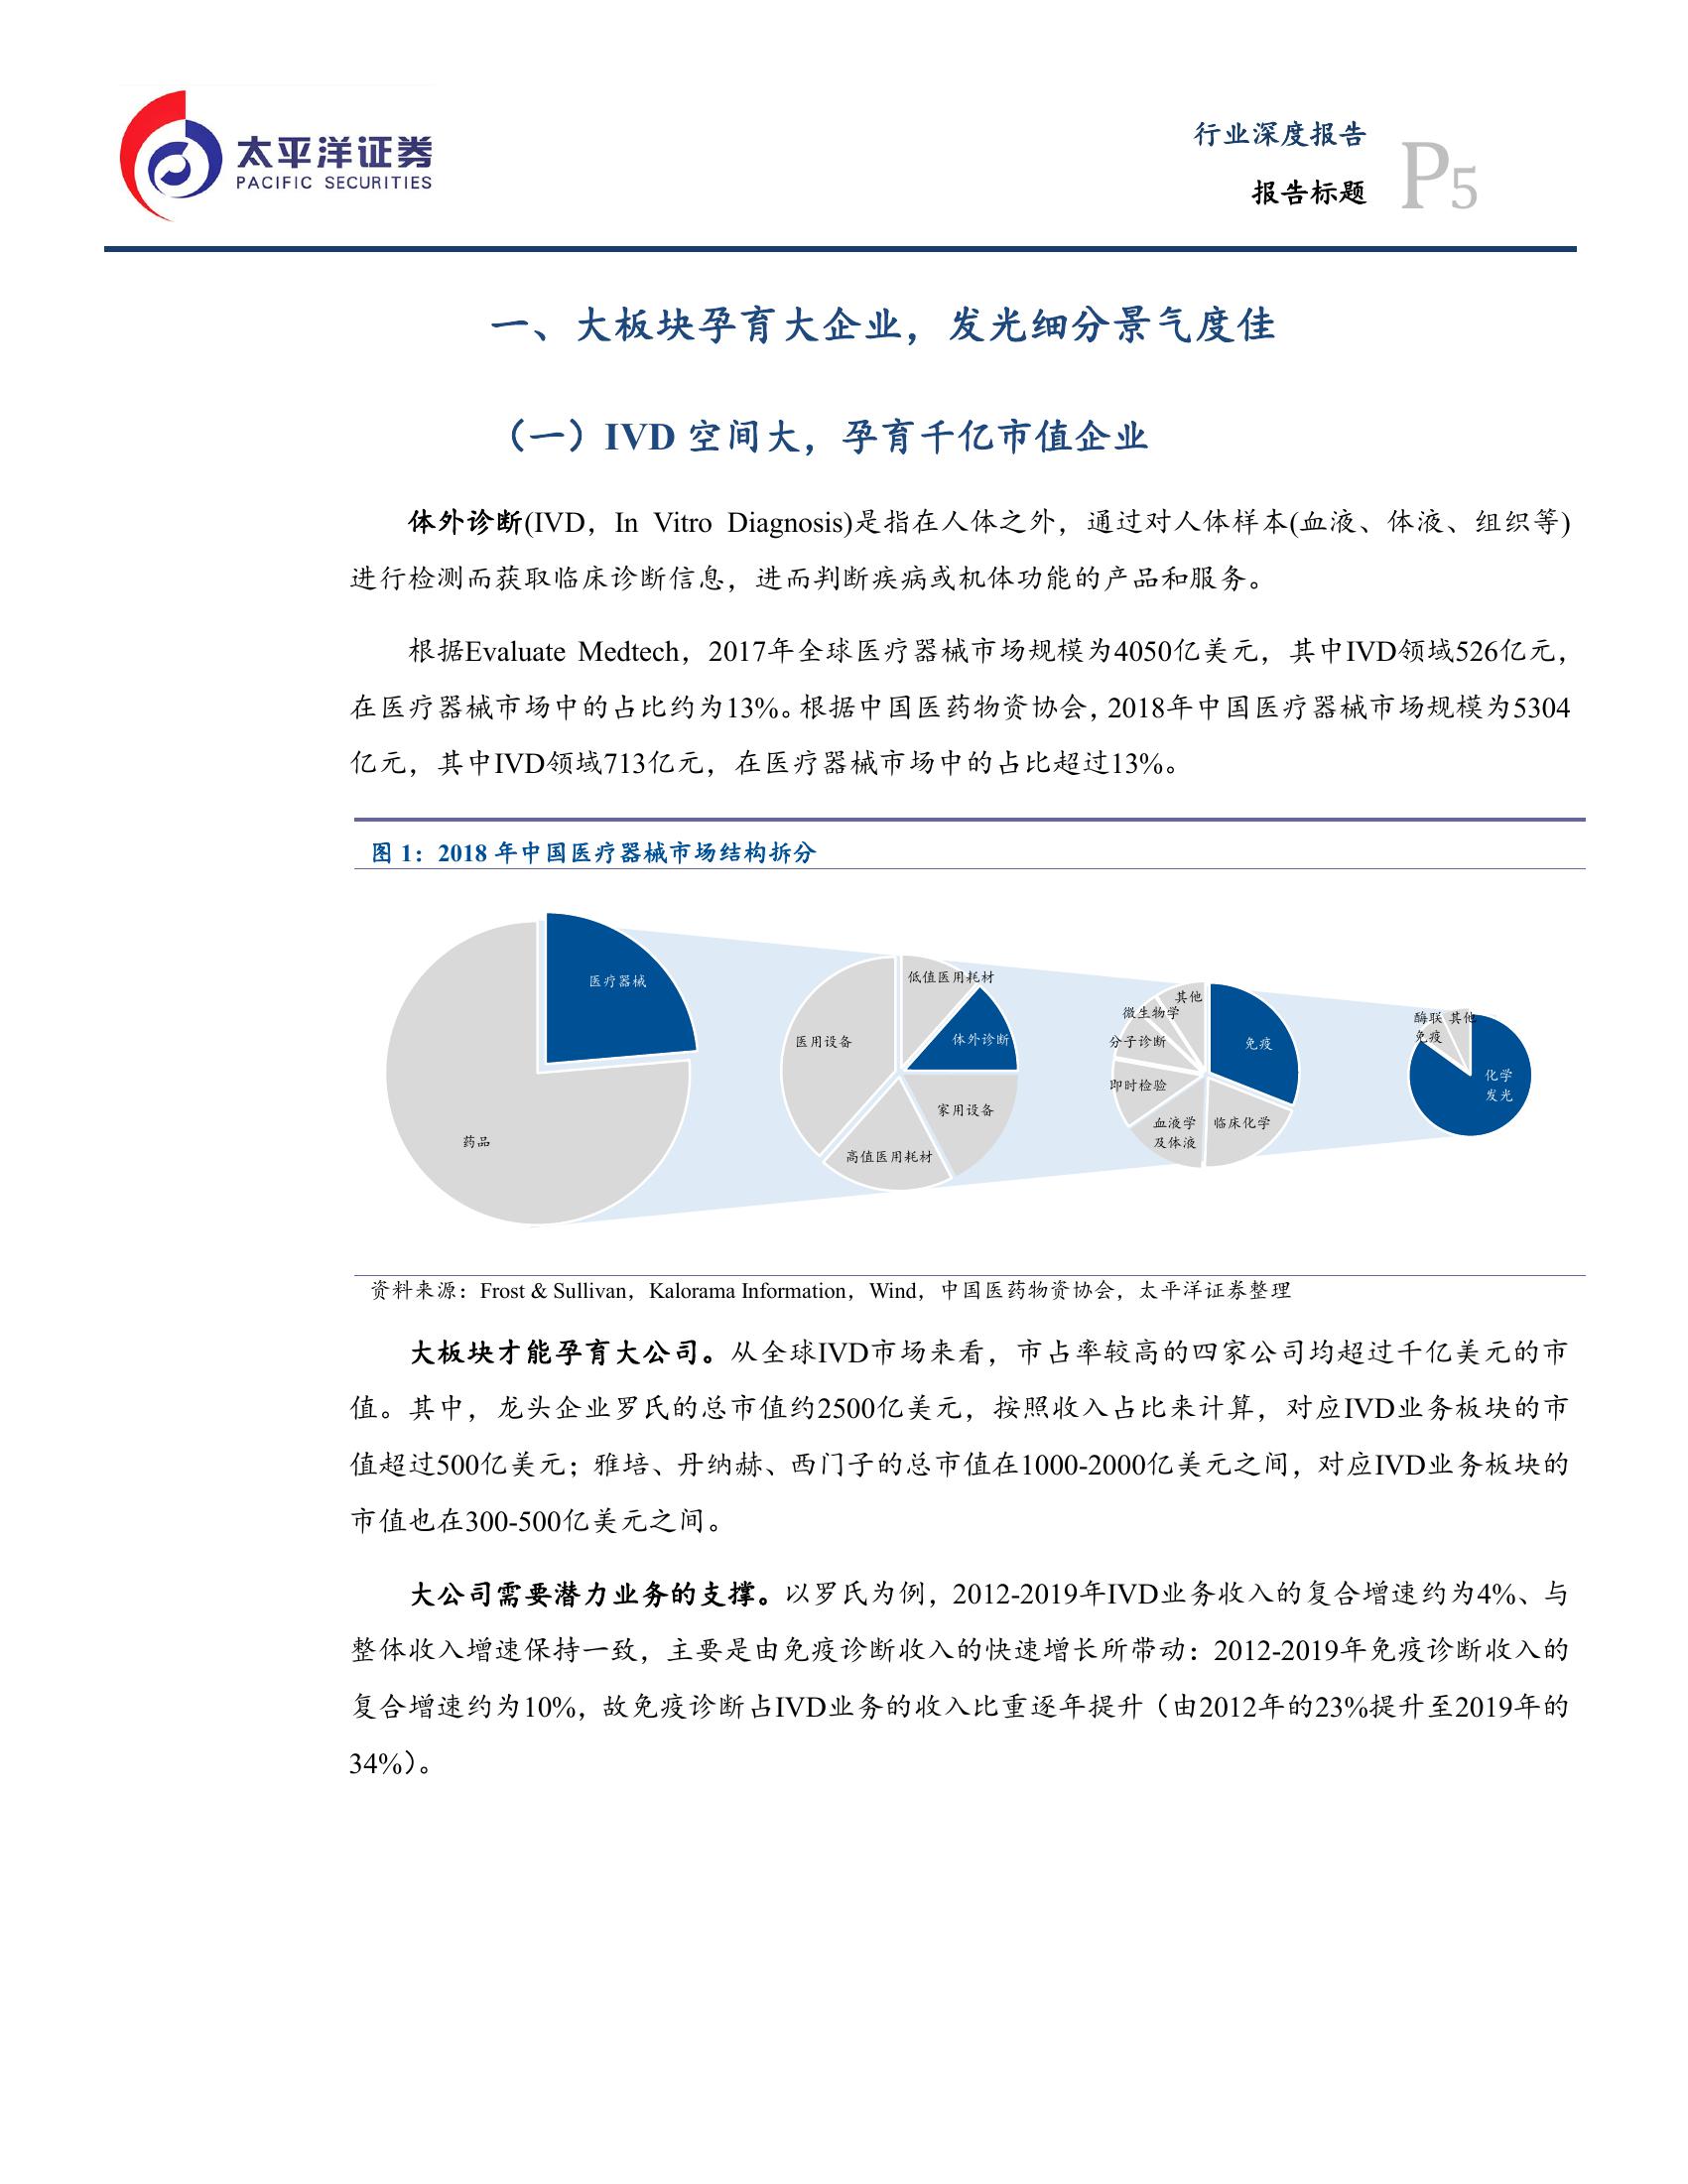 太平洋证券
PACIFIC SECURITIES
行业深度报告
报告标题
P5
一、大板块孕育大企业，发光细分景气度佳
（一）IVD 空间大，孕育千亿市值企业
体外诊断(IVD，In Vitro Diagnosis)是指在人体之外，通过对人体样本(血液、体液、组织等)
进行检测而获取临床诊断信息，进而判断疾病或机体功能的产品和服务。
根据Evaluate Medtech，2017年全球医疗器械市场规模为4050亿美元，其中IVD领域526亿元，
在医疗器械市场中的占比约为13%。根据中国医药物资协会，2018年中国医疗器械市场规模为5304
亿元，其中IVD领域713亿元，在医疗器械市场中的占比超过13%。
图 1：2018 年中国医疗器械市场结构拆分
医疗器械
药品
低值医用耗材
体外诊断
医用设备
家用设备
高值医用耗材
其他
微生物学
分子诊断
免疫
即时检验
血液学
及体液
临床化学
酶联
免疫
其他
化学
发光
资料来源：Frost & Sullivan，Kalorama Information，Wind，中国医药物资协会，太平洋证券整理
大板块才能孕育大公司。从全球IVD市场来看，市占率较高的四家公司均超过千亿美元的市
值。其中，龙头企业罗氏的总市值约2500亿美元，按照收入占比来计算，对应IVD业务板块的市
值超过500亿美元；雅培、丹纳赫、西门子的总市值在1000-2000亿美元之间，对应IVD业务板块的
市值也在300-500亿美元之间。
大公司需要潜力业务的支撑。以罗氏为例，2012-2019年IVD业务收入的复合增速约为4%、与
整体收入增速保持一致，主要是由免疫诊断收入的快速增长所带动：2012-2019年免疫诊断收入的
复合增速约为10%，故免疫诊断占IVD业务的收入比重逐年提升（由2012年的23%提升至2019年的
34%）。